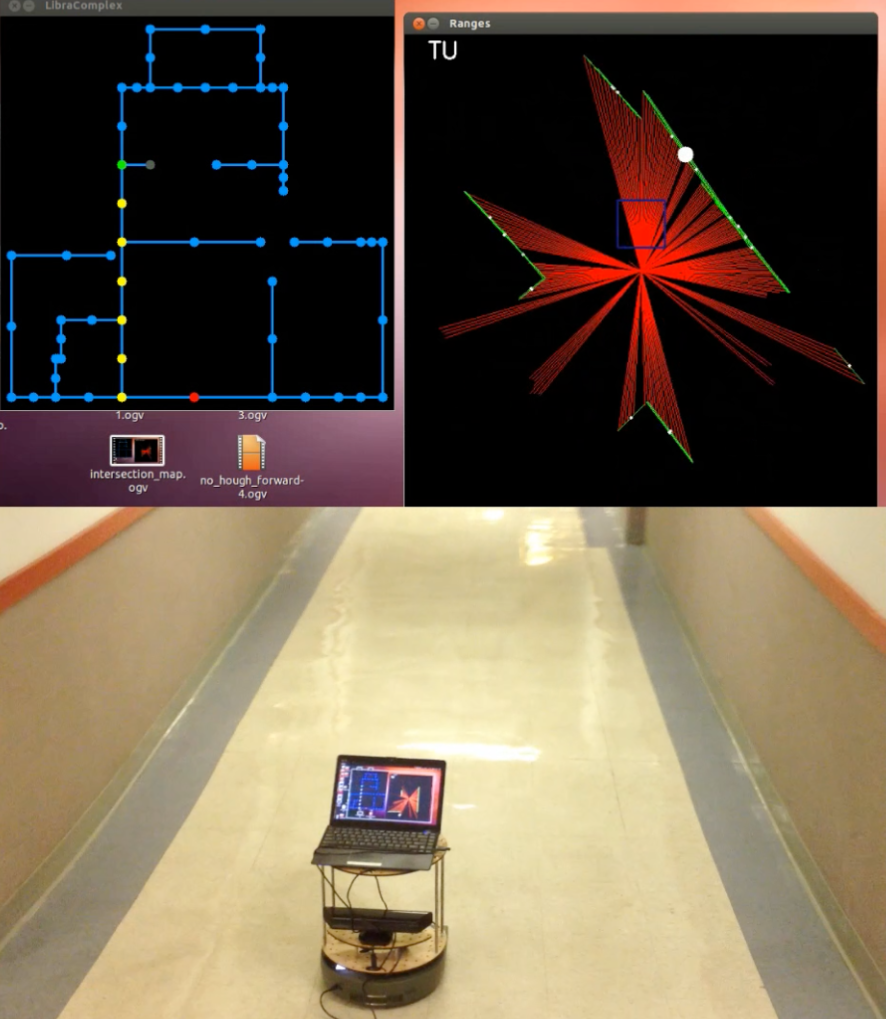 LibraComplex
Ranges
TU
1.ogv
3.ogv
p.
intersection_map.
ogv
no_hough_forward-
4.ogv